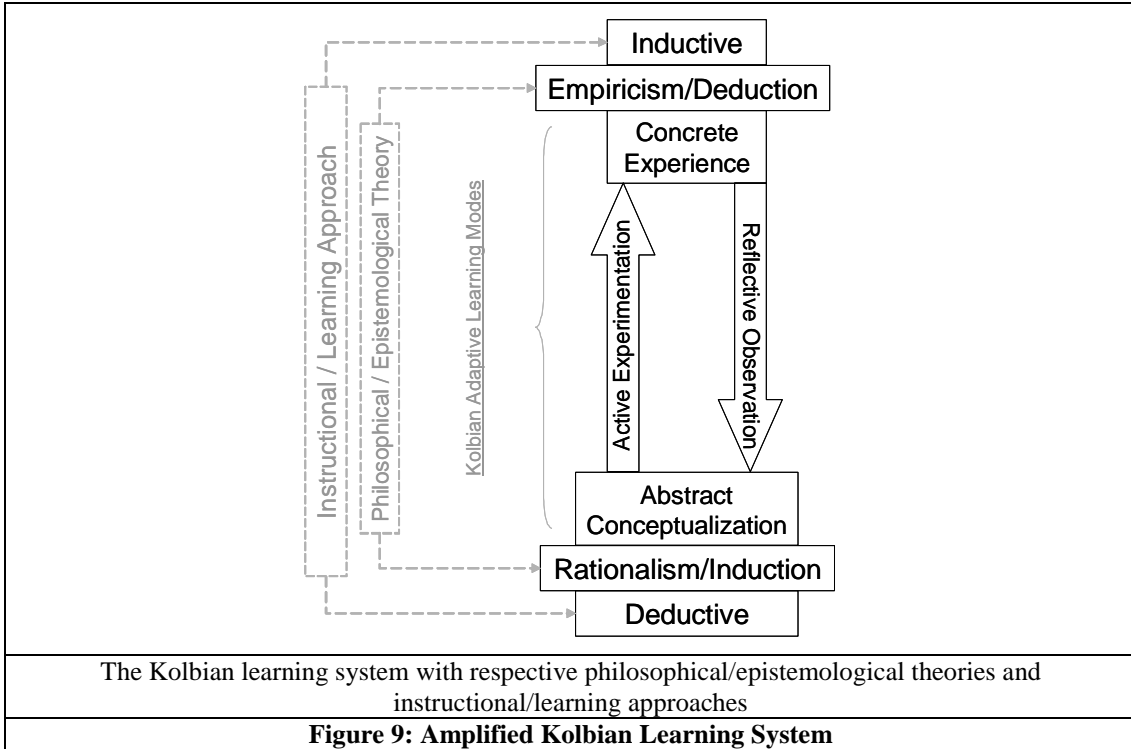 Inductive
Empiricism/Deduction
Concrete
Experience
Instructional / Learning Approach
Philosophical / Epistemological Theory
Kolbian Adaptive Learning Modes
Active Experimentation
Reflective Observation
Abstract
Conceptualization
Rationalism/Induction
Deductive
The Kolbian learning system with respective philosophical/epistemological theories and
instructional/learning approaches
Figure 9: Amplified Kolbian Learning System